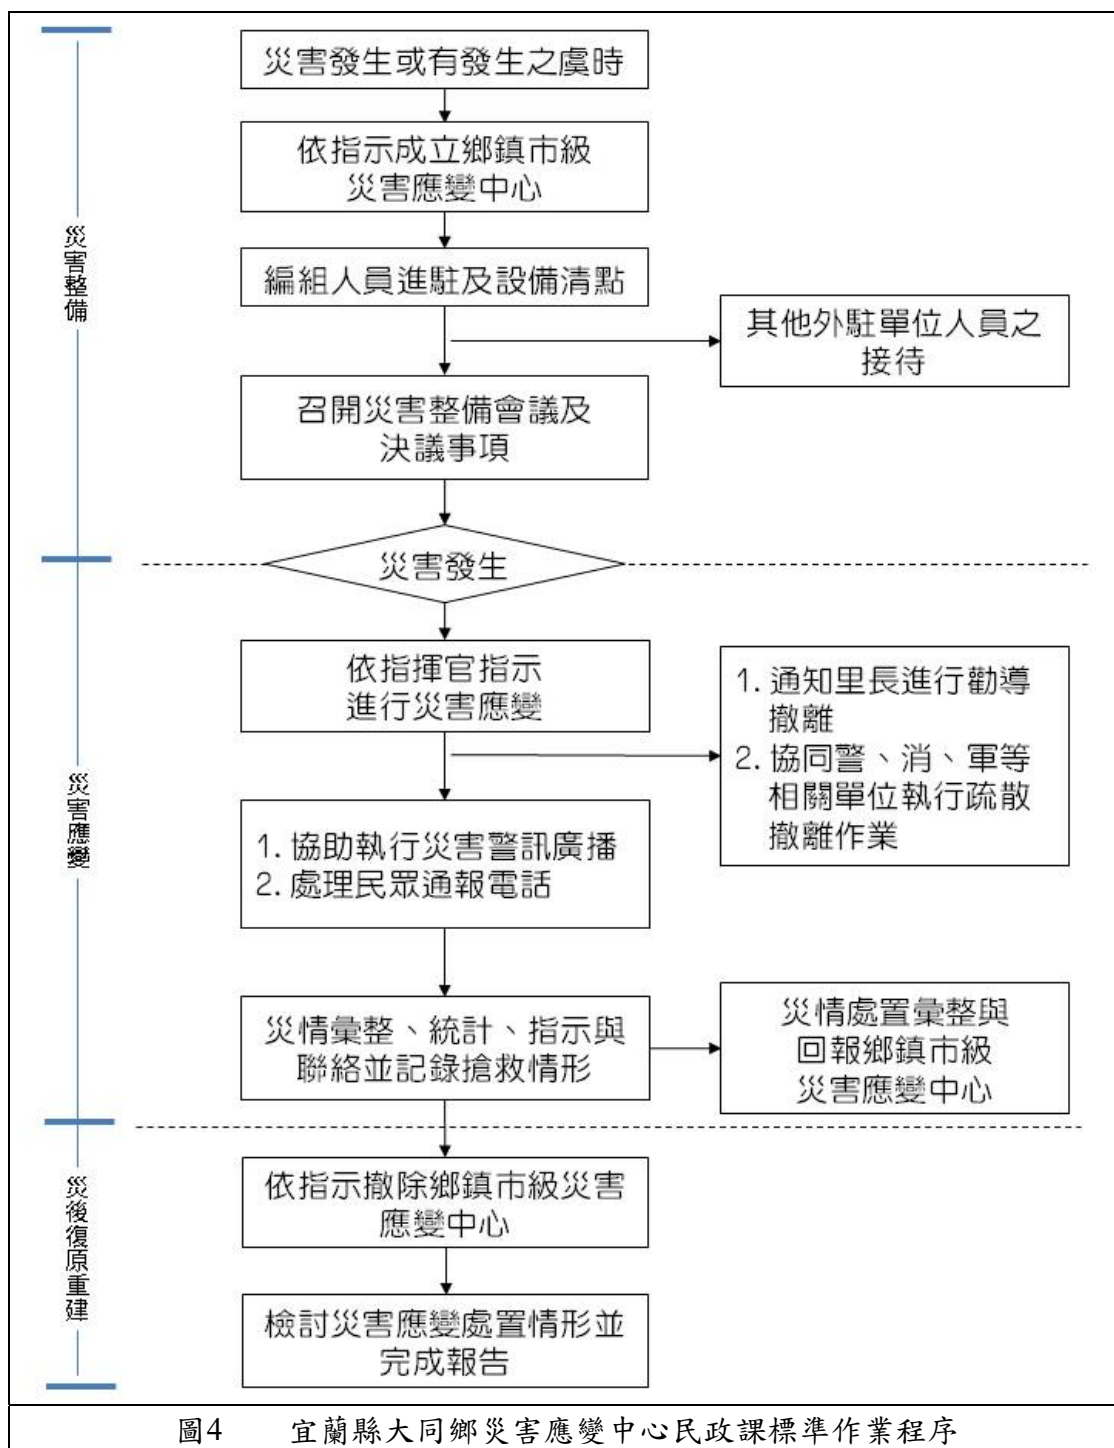 災害整備
災害發生或有發生之虞時
依指示成立鄉鎮市級
災害應變中心
編組人員進駐及設備清點
其他外駐單位人員之
接待
召開災害整備會議及
決議事項
災害發生
災害應變
依指揮官指示
進行災害應變
1. 通知里長進行勸導
撤離
2. 協同警、消、軍等
相關單位執行疏散
撤離作業
1. 協助執行災害警訊廣播
2. 處理民眾通報電話
災情彙整、統計、指示與
聯絡並記錄搶救情形
災情處置彙整與
回報鄉鎮市級
災害應變中心
災後復原重建
依指示撤除鄉鎮市級災害
應變中心
檢討災害應變處置情形並
完成報告
圖4 宜蘭縣大同鄉災害應變中心民政課標準作業程序